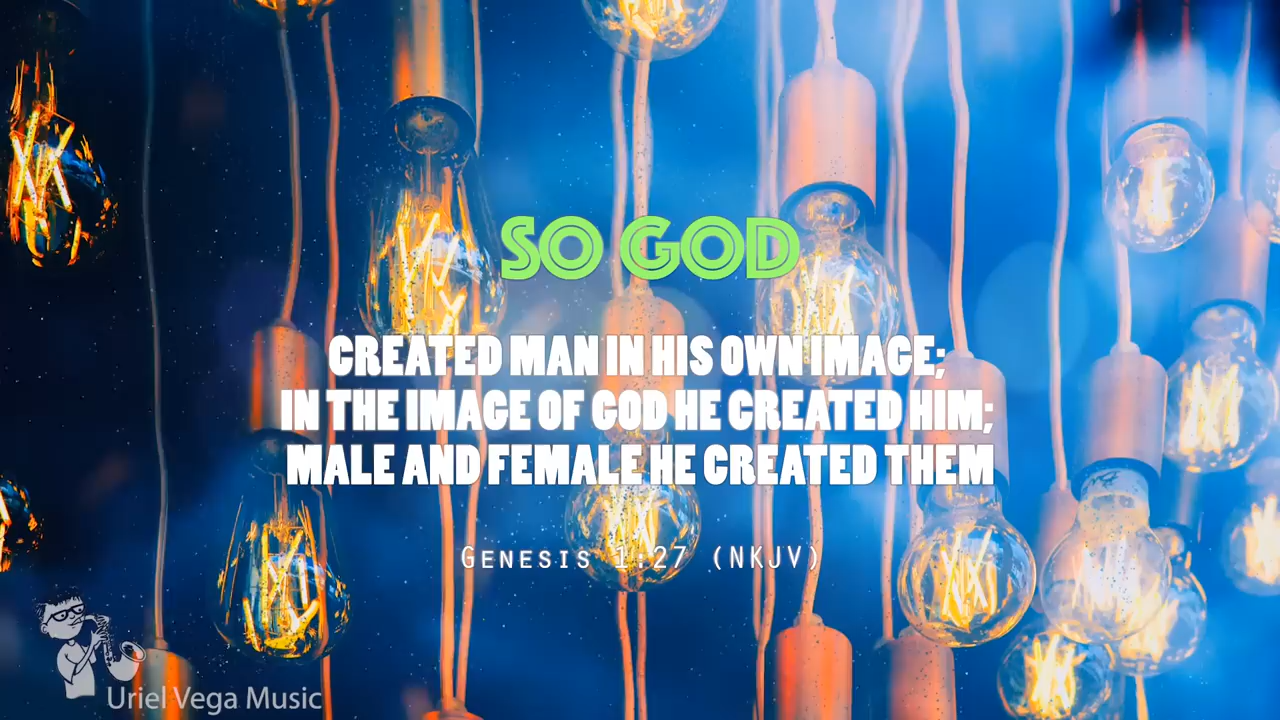 SO GOD
CREATED MAN IN HIS OWN IMAGE;
IN THE IMAGE OF GOD HE CREATED HIM;
MALE AND FEMALE HE CREATED THEM
GENESIS 1:27 (NKJV)
Uriel Vega Music